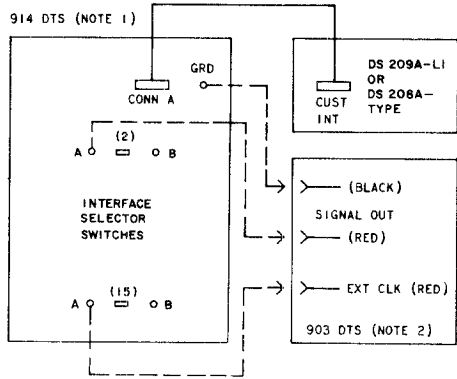 914 DTS (NOTE 1)
GRD
CONN A
DS 209A-L1
OR
DS 208A-
TYPE
CUST
INT
(2)
A
B
INTERFACE
SELECTOR
SWITCHES
(BLACK)
SIGNAL OUT
(RED)
(15)
A
B
EXT CLK (RED)
903 DTS (NOTE 2)